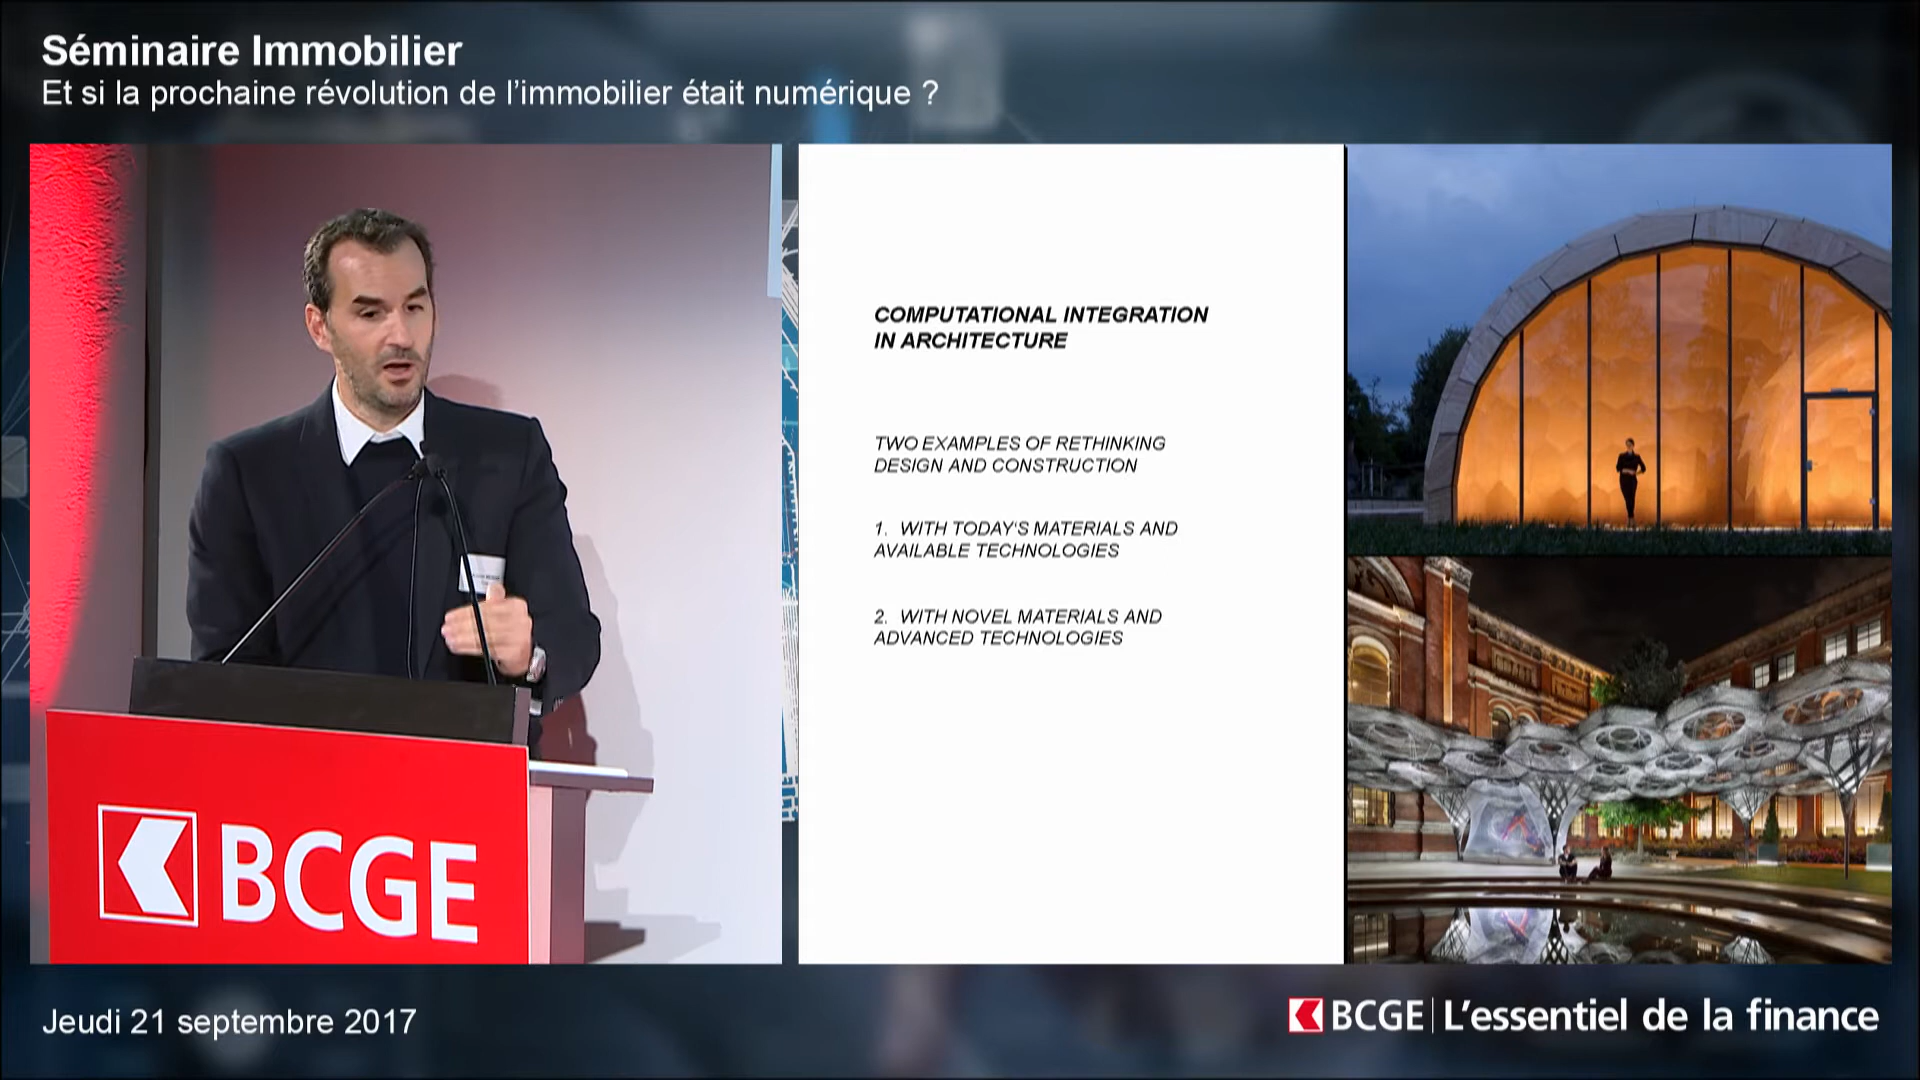 Séminaire Immobilier
Et si la prochaine révolution de l’immobilier était numérique ?
COMPUTATIONAL INTEGRATION
IN ARCHITECTURE
TWO EXAMPLES OF RETHINKING
DESIGN AND CONSTRUCTION
1. WITH TODAY'S MATERIALS AND
AVAILABLE TECHNOLOGIES
2. WITH NOVEL MATERIALS AND
ADVANCED TECHNOLOGIES
BCGE
Jeudi 21 septembre 2017
BCGE L’essentiel de la finance